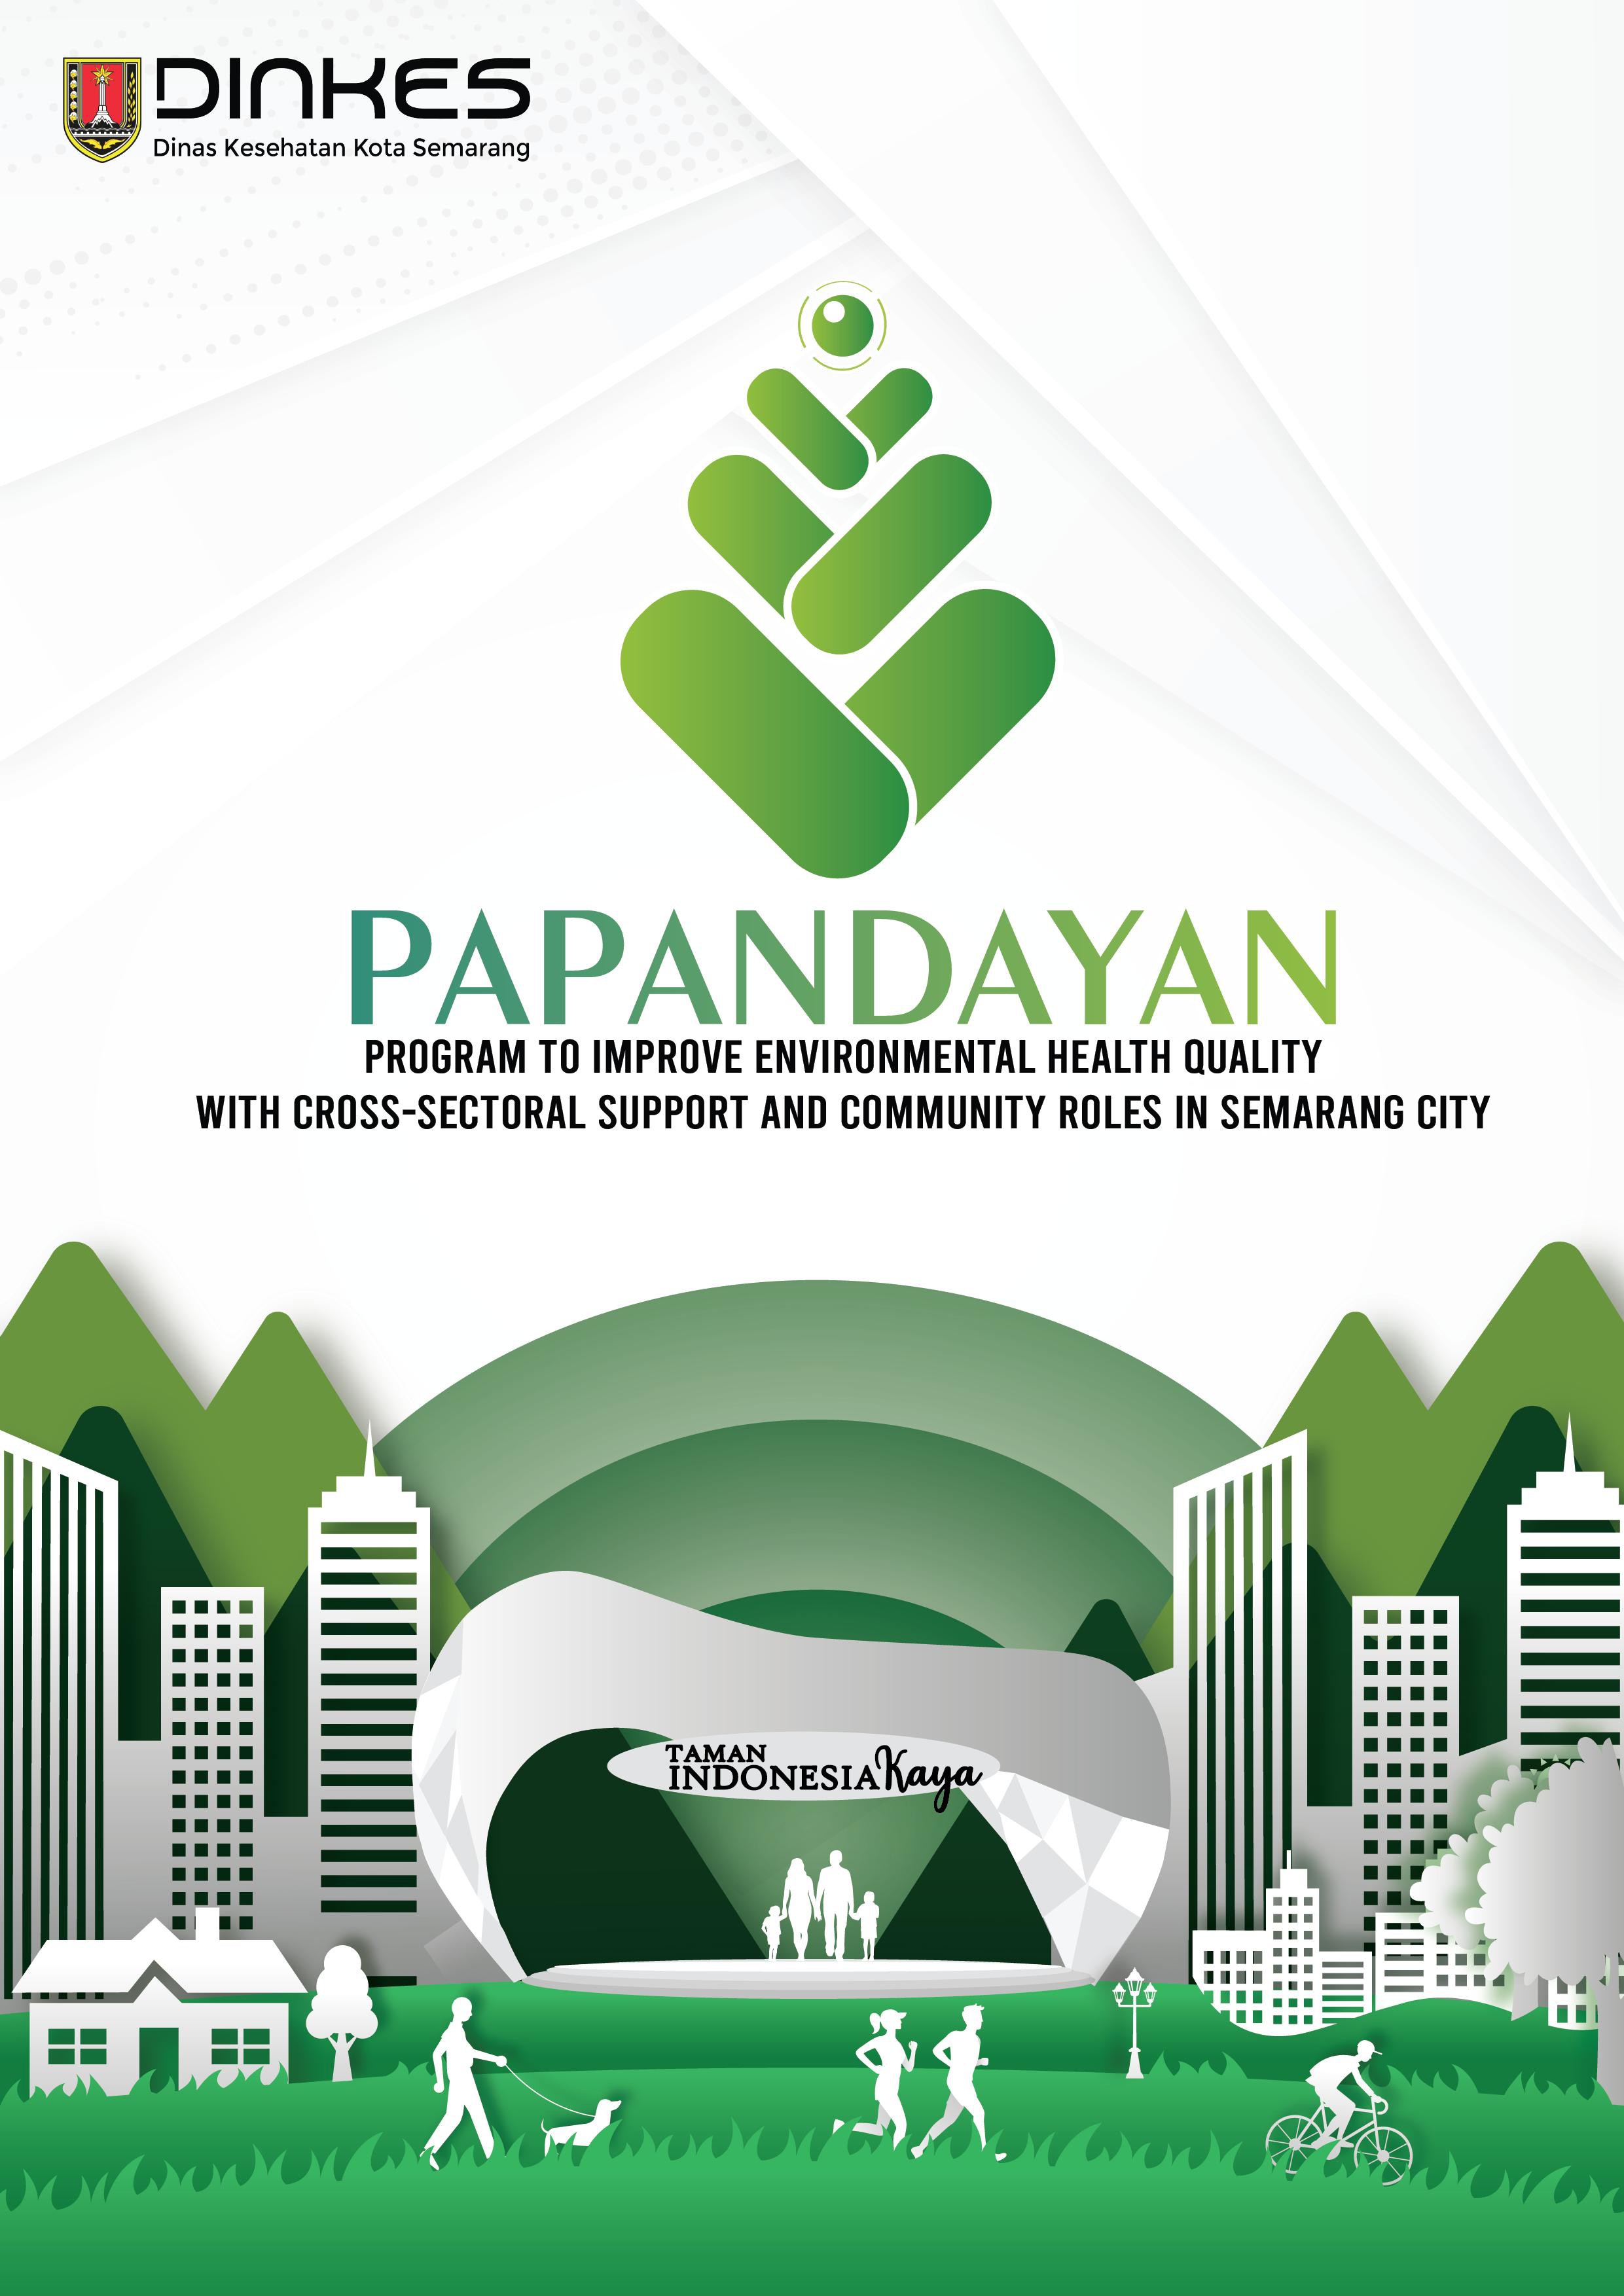 DINKES
Dinas Kesehatan Kota Semarang
PAPANDAYAN
PROGRAM TO IMPROVE ENVIRONMENTAL HEALTH QUALITY
WITH CROSS-SECTORAL SUPPORT AND COMMUNITY ROLES IN SEMARANG CITY
TAMAN
INDONESIA Kaya